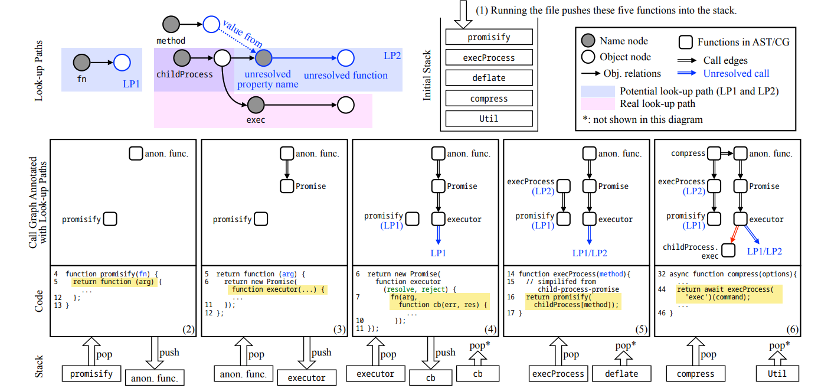 Look-up Paths
method
value from
LP2
fn
LP1
childProcess
unresolved
property name
unresolved function
exec
Initial Stack
(1) Running the file pushes these five functions into the stack.
promisify
execProcess
deflate
compress
Util
Name node
Object node
Obj. relations
Functions in AST/CG
Call edges
Unresolved call
Potential look-up path (LP1 and LP2)
Real look-up path
*: not shown in this diagram
Call Graph Annotated
with Look-up Paths
anon. func.
promisify
anon. func.
Promise
promisify
anon. func.
Promise
promisify
(LP1)
executor
LP1
anon. func.
execProcess
(LP2)
Promise
promisify
(LP1)
executor
LP1/LP2
compress
anon. func.
execProcess
(LP2)
Promise
promisify
(LP1)
executor
childProcess.
exec
LP1/LP2
Code
4 function promisify(fn) {
5 return function (arg) {
...
12 };
13 }
(2)
5 return function (arg) {
6 return new Promise(
function executor(...) {
...
11 });
12 };
(3)
6 return new Promise(
function executor
(resolve, reject) {
7 fn(arg,
function cb(err, res) {
...
10 });
11 });
(4)
14 function execProcess(method){
15 // simplifed from
child-process-promise
16 return promisify(
childProcess[method]);
17 }
(5)
32 async function compress(options){
...
44 return await execProcess(
'exec')(command);
...
46 }
(6)
Stack
pop
push
promisify
anon. func.
pop
push
anon. func.
executor
pop
push
pop*
executor
cb
cb
pop
pop*
execProcess
deflate
pop
pop*
compress
Util